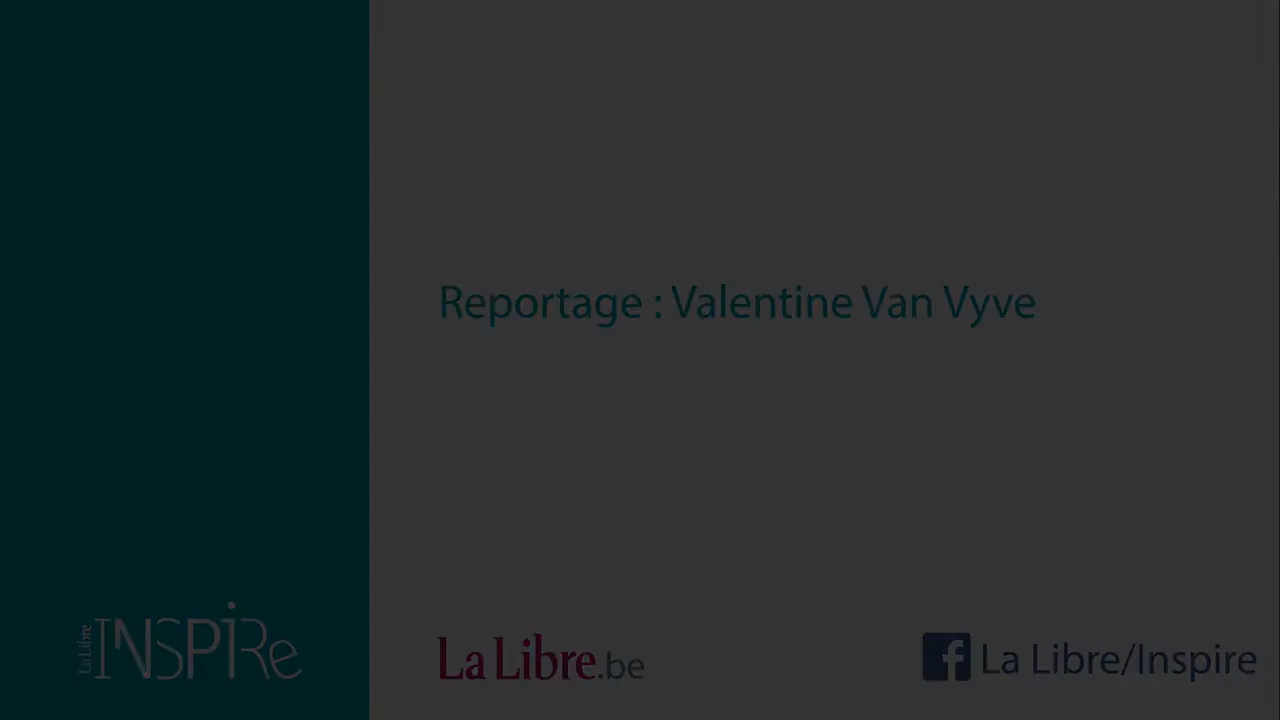 Reportage : Valentine Van Vyve
La Libre INSPIRe
La Libre.be
f La Libre/Inspire